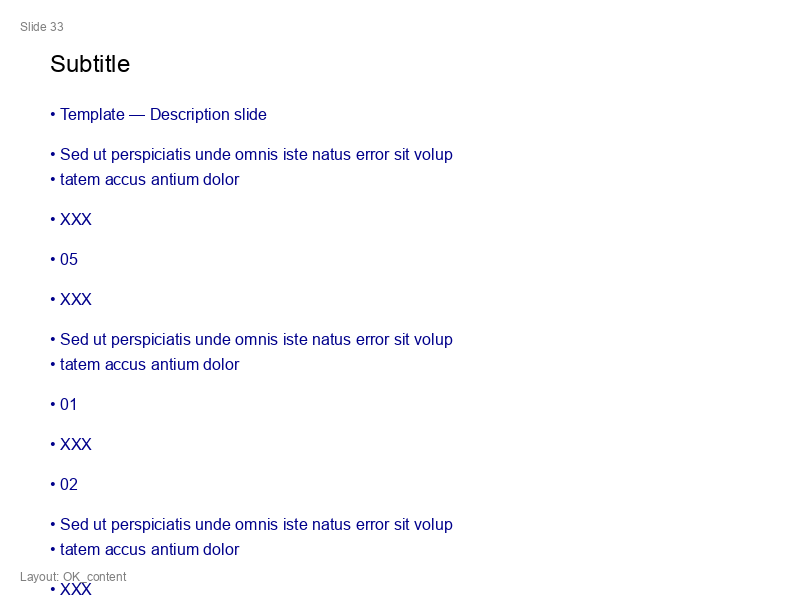 Slide 33
Subtitle
• Template — Description slide
• Sed ut perspiciatis unde omnis iste natus error sit volup
• tatem accus antium dolor
• XXX
• 05
• XXX
• Sed ut perspiciatis unde omnis iste natus error sit volup
• tatem accus antium dolor
• 01
• XXX
• 02
• Sed ut perspiciatis unde omnis iste natus error sit volup
• tatem accus antium dolor
Layout: OK_content
• XXX